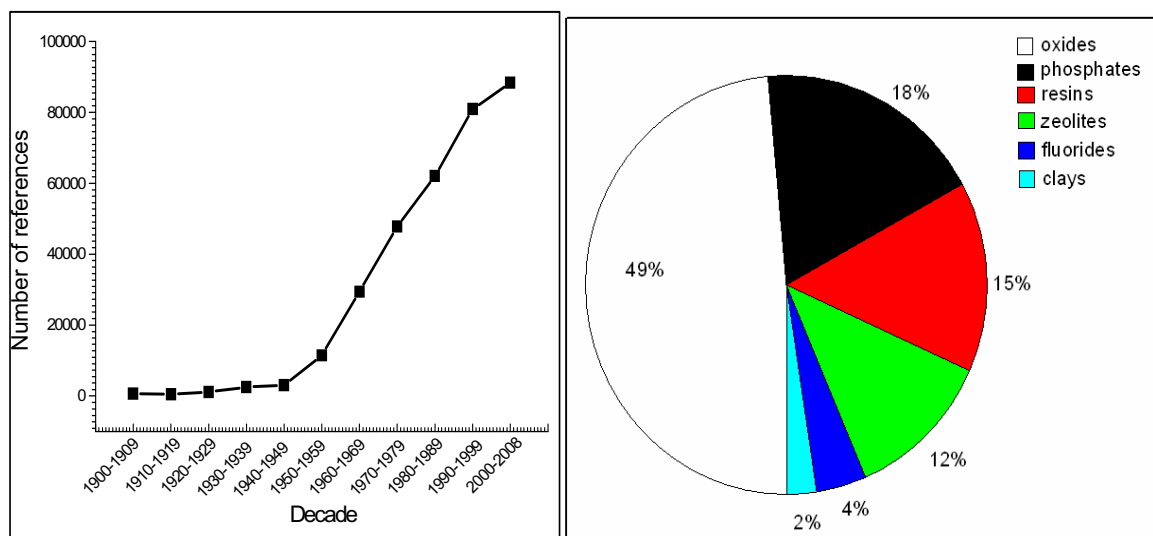 100000
80000
60000
40000
20000
0
Number of references
1900-1909
1910-1919
1920-1929
1930-1939
1940-1949
1950-1959
1960-1969
1970-1979
1980-1989
1990-1999
2000-2008
Decade
oxides
phosphates
resins
zeolites
fluorides
clays
18%
49%
15%
12%
4%
2%